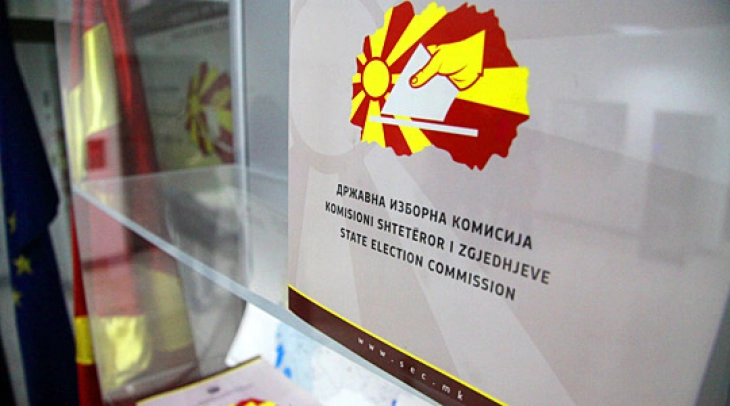 ДРЖАВНА ИЗБОРНА КОМИСИЈА
KOMISIONI SHTETËROR I ZGJEDHJEVE
STATE ELECTION COMMISSION
www.sec.mk